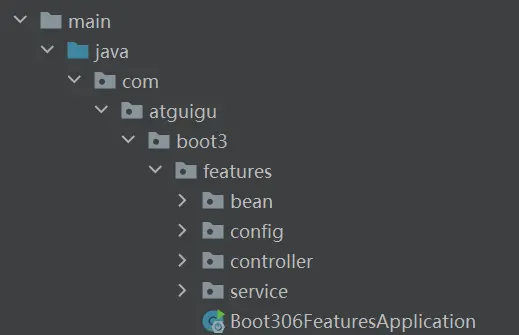 main
java
com
atguigu
boot3
features
bean
config
controller
service
Boot306FeaturesApplication